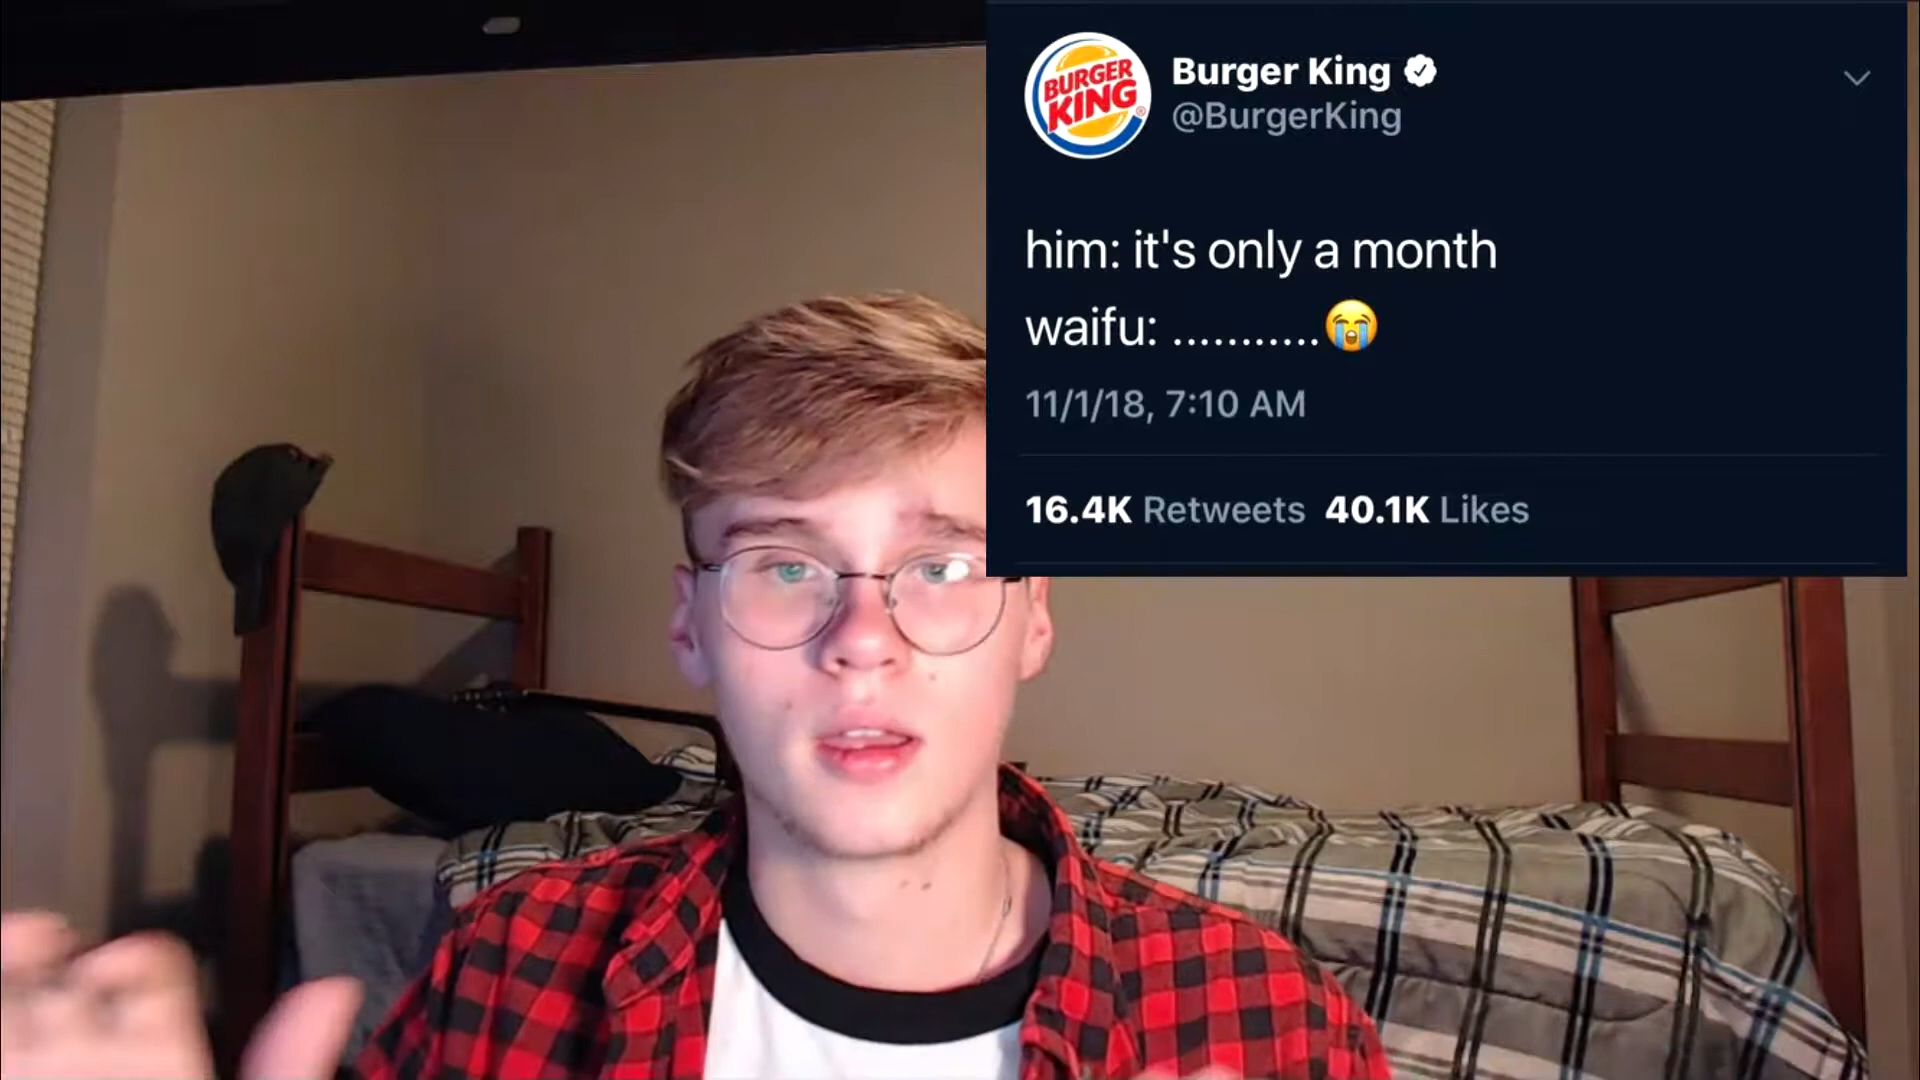 BURGER
KING
Burger King
@BurgerKing
him: it's only a month
waifu: ...........😭
11/1/18, 7:10 AM
16.4K Retweets 40.1K Likes